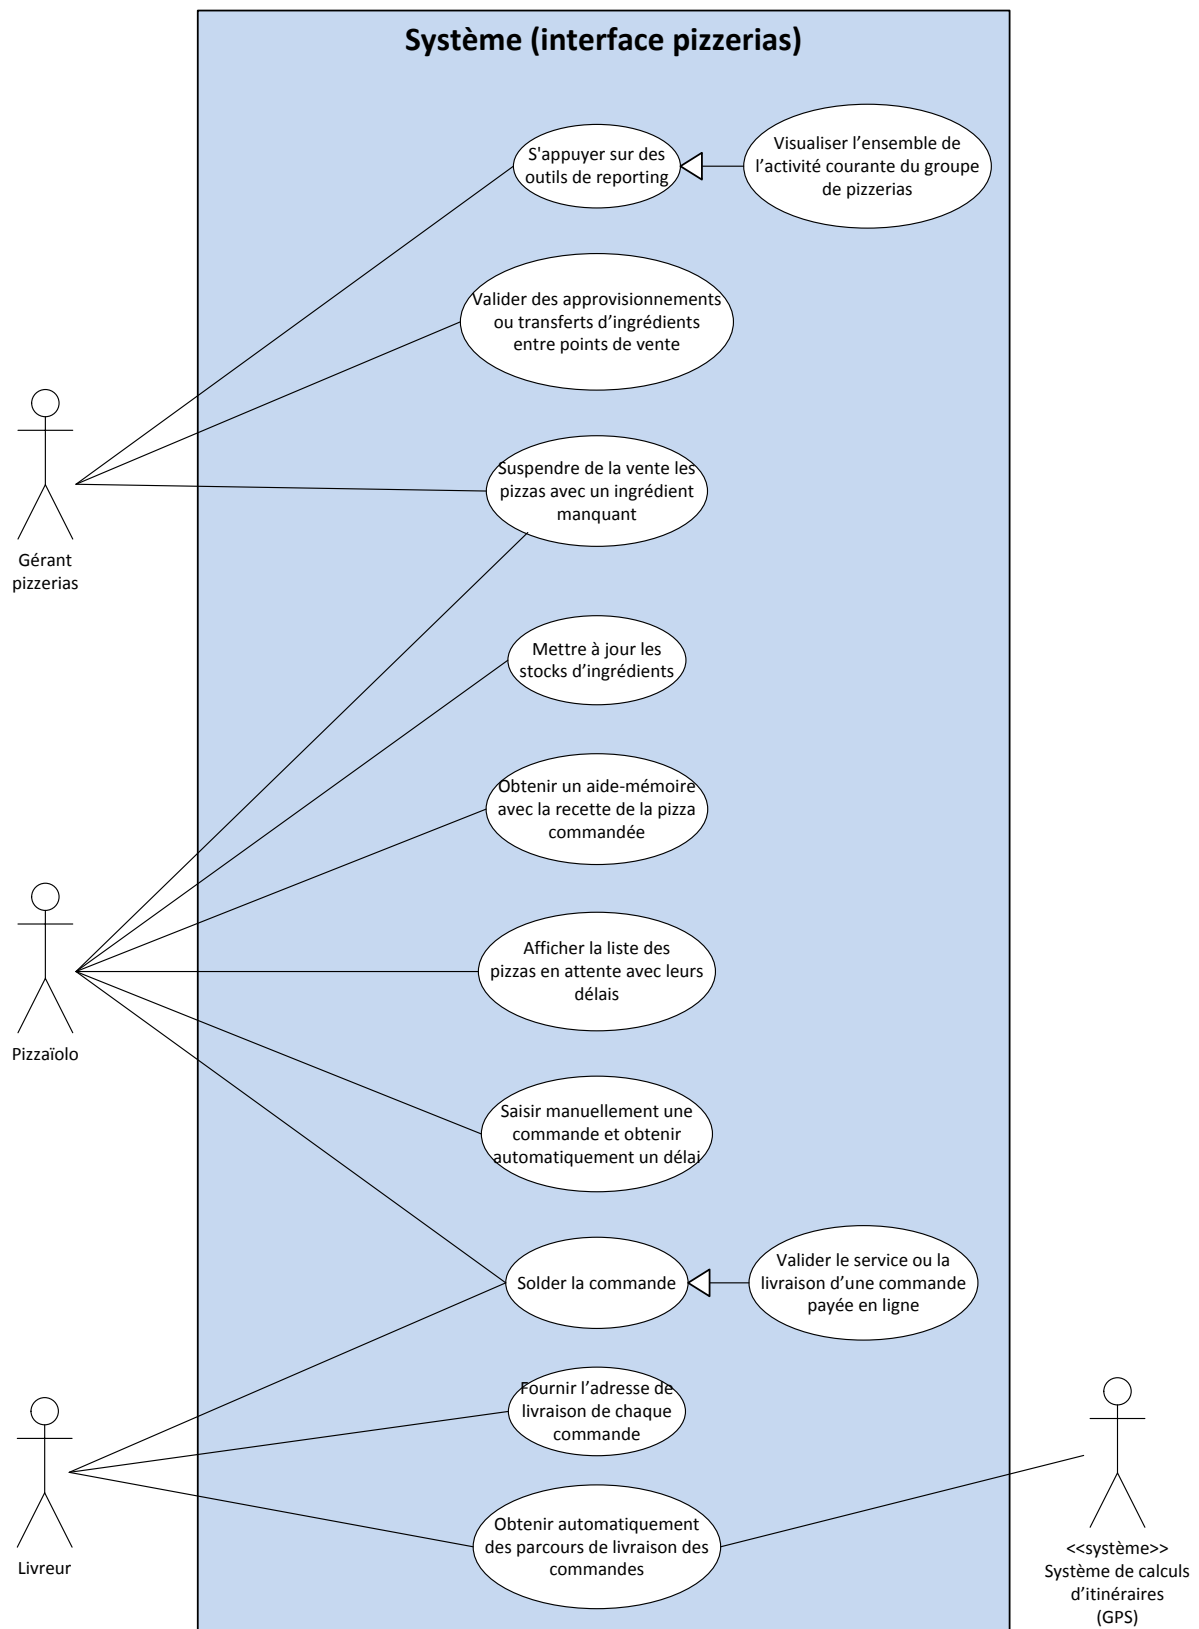 Système (interface pizzerias)
S'appuyer sur des
outils de reporting
Visualiser l’ensemble de
l’activité courante du groupe
de pizzerias
Valider des approvisionnements
ou transferts d’ingrédients
entre points de vente
Suspendre de la vente les
pizzas avec un ingrédient
manquant
Gérant
pizzerias
Mettre à jour les
stocks d’ingrédients
Obtenir un aide-mémoire
avec la recette de la pizza
commandée
Afficher la liste des
pizzas en attente avec leurs
délais
Pizzaïolo
Saisir manuellement une
commande et obtenir
automatiquement un délai
Solder la commande
Valider le service ou la
livraison d’une commande
payée en ligne
Fournir l’adresse de
livraison de chaque
commande
Livreur
Obtenir automatiquement
des parcours de livraison des
commandes
<<système>>
Système de calculs
d’itinéraires
(GPS)